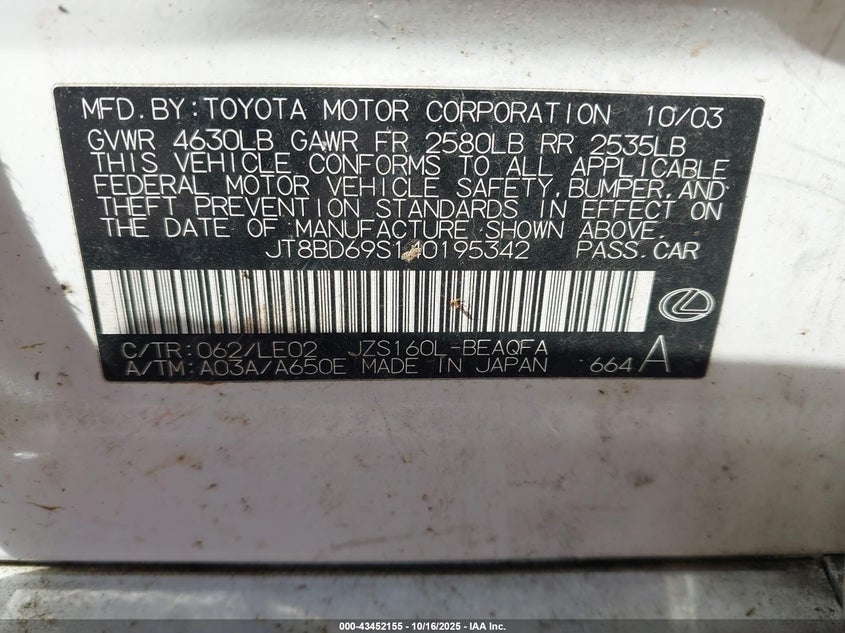 MFD.BY:TOYOTA MOTOR CORPORATION 10/03
GVWR 4630LB GAWR FR 2580LB RR 2535LB
THIS VEHICLE CONFORMS TO ALL APPLICABLE
FEDERAL MOTOR VEHICLE SAFETY,BUMPER,AND
THEFT PREVENTION STANDARDS IN EFFECT ON
THE DATE OF MANUFACTURE SHOWN ABOVE.
JT8BD69S140195342 PASS.CAR
C/TR:062/LE02 JZS160L-BEAQFA
A/TM:A03A/A650E MADE IN JAPAN 664 A
000-43452155 - 10/16/2025 - IAA Inc.